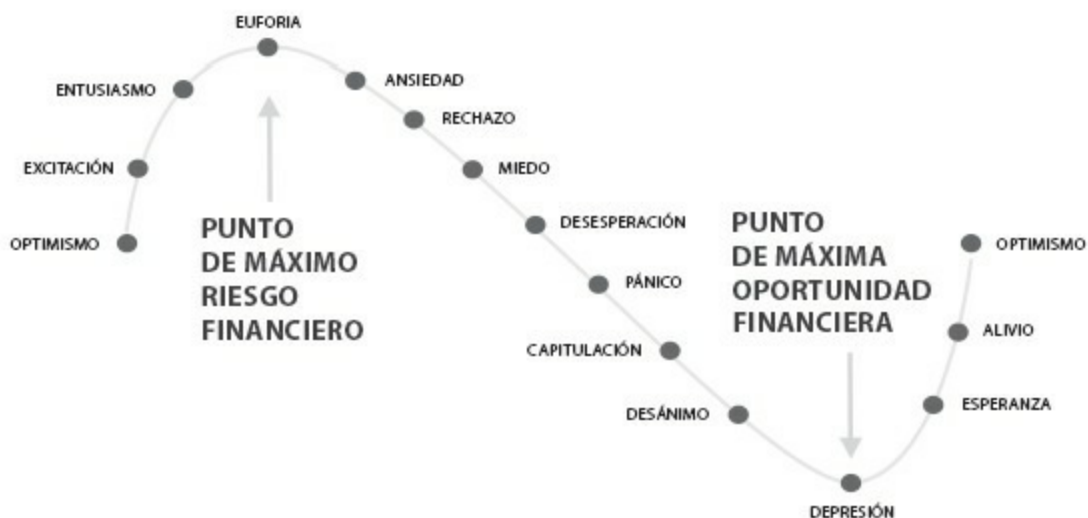 EUFORIA
ENTUSIASMO
EXCITACIÓN
OPTIMISMO
PUNTO
DE MÁXIMO
RIESGO
FINANCIERO
ANSIEDAD
RECHAZO
MIEDO
DESESPERACIÓN
PÁNICO
CAPITULACIÓN
DESÁNIMO
PUNTO
DE MÁXIMA
OPORTUNIDAD
FINANCIERA
DEPRESIÓN
OPTIMISMO
ALIVIO
ESPERANZA